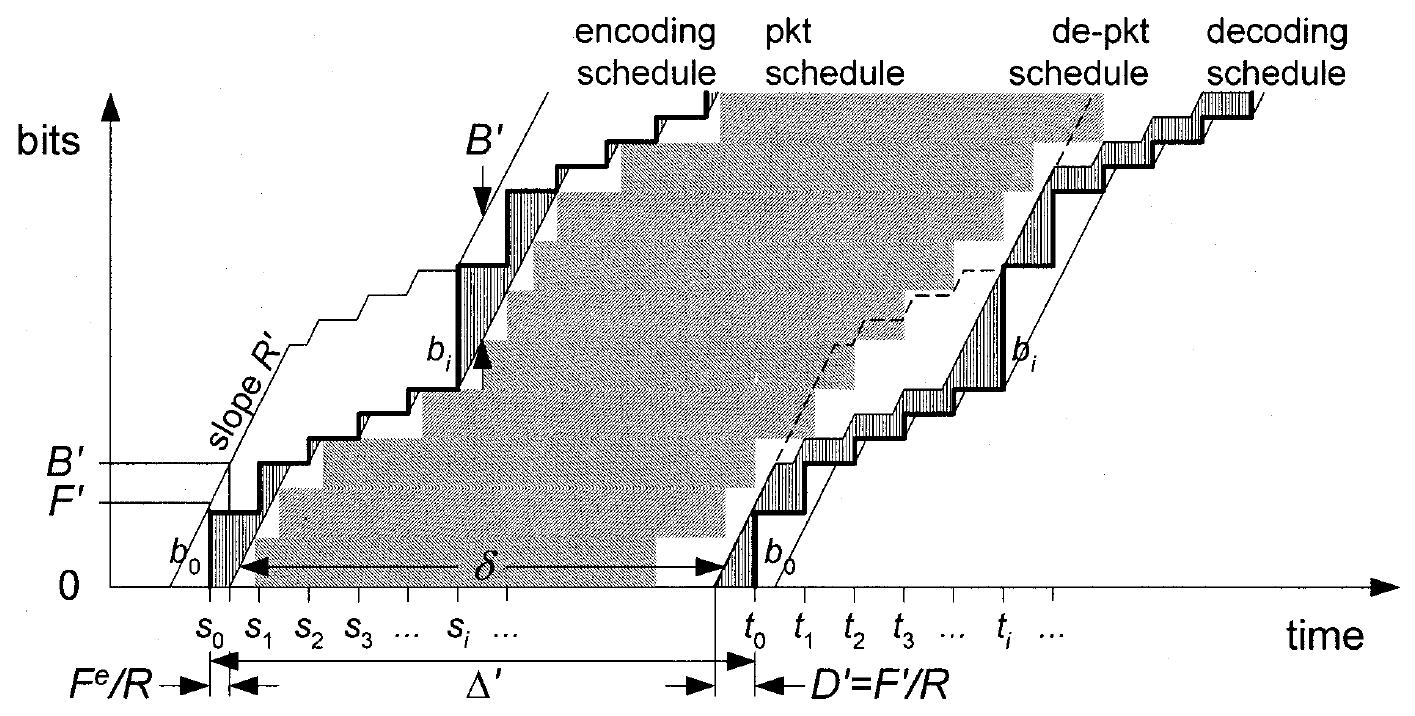 encoding schedule
pkt schedule
de-pkt schedule
decoding schedule
bits
B'
slope R'
b_i
b_i
B'
F'
b_0
b_0
δ
0
s_0 s_1 s_2 s_3 ... s_i ...
t_0 t_1 t_2 t_3 ... t_i ...
time
F^e/R
Δ'
D'=F'/R